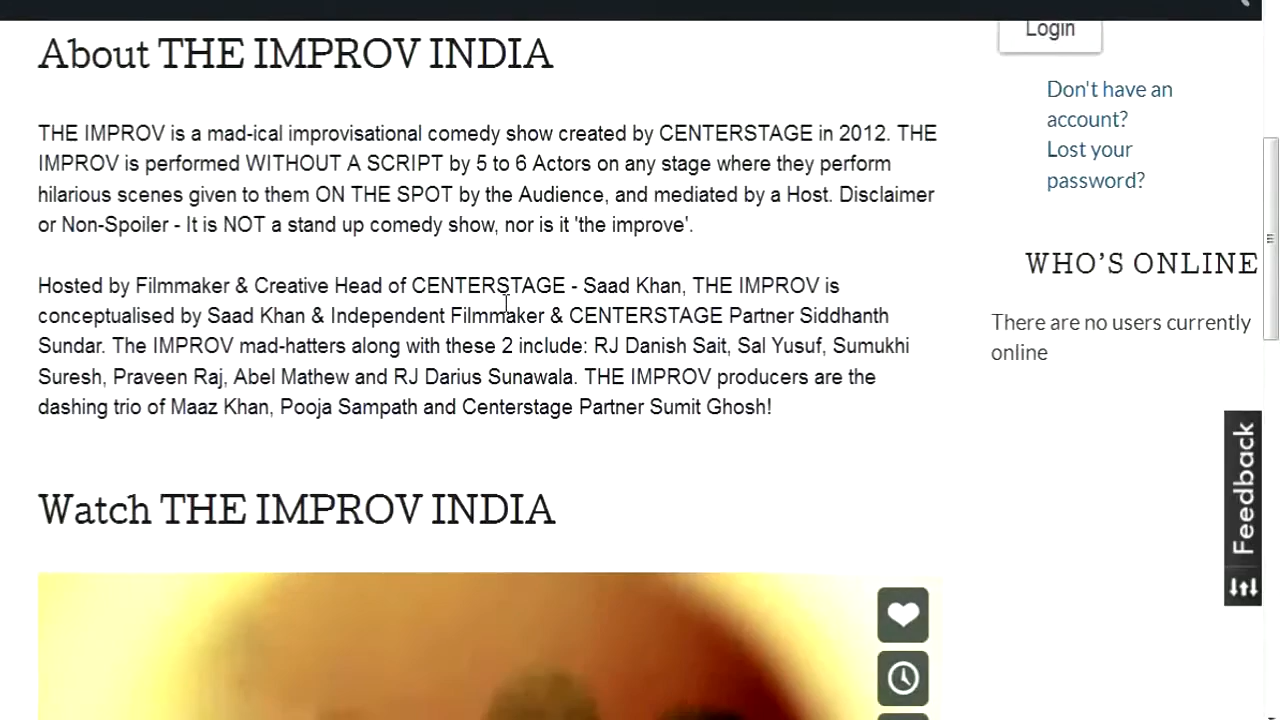 About THE IMPROV INDIA
THE IMPROV is a mad-ical improvisational comedy show created by CENTERSTAGE in 2012. THE
IMPROV is performed WITHOUT A SCRIPT by 5 to 6 Actors on any stage where they perform
hilarious scenes given to them ON THE SPOT by the Audience, and mediated by a Host. Disclaimer
or Non-Spoiler - It is NOT a stand up comedy show, nor is it 'the improve'.
Hosted by Filmmaker & Creative Head of CENTERSTAGE - Saad Khan, THE IMPROV is
conceptualised by Saad Khan & Independent Filmmaker & CENTERSTAGE Partner Siddhanth
Sundar. The IMPROV mad-hatters along with these 2 include: RJ Danish Sait, Sal Yusuf, Sumukhi
Suresh, Praveen Raj, Abel Mathew and RJ Darius Sunawala. THE IMPROV producers are the
dashing trio of Maaz Khan, Pooja Sampath and Centerstage Partner Sumit Ghosh!
Watch THE IMPROV INDIA
Login
Don't have an
account?
Lost your
password?
WHO'S ONLINE
There are no users currently
online
Feedback